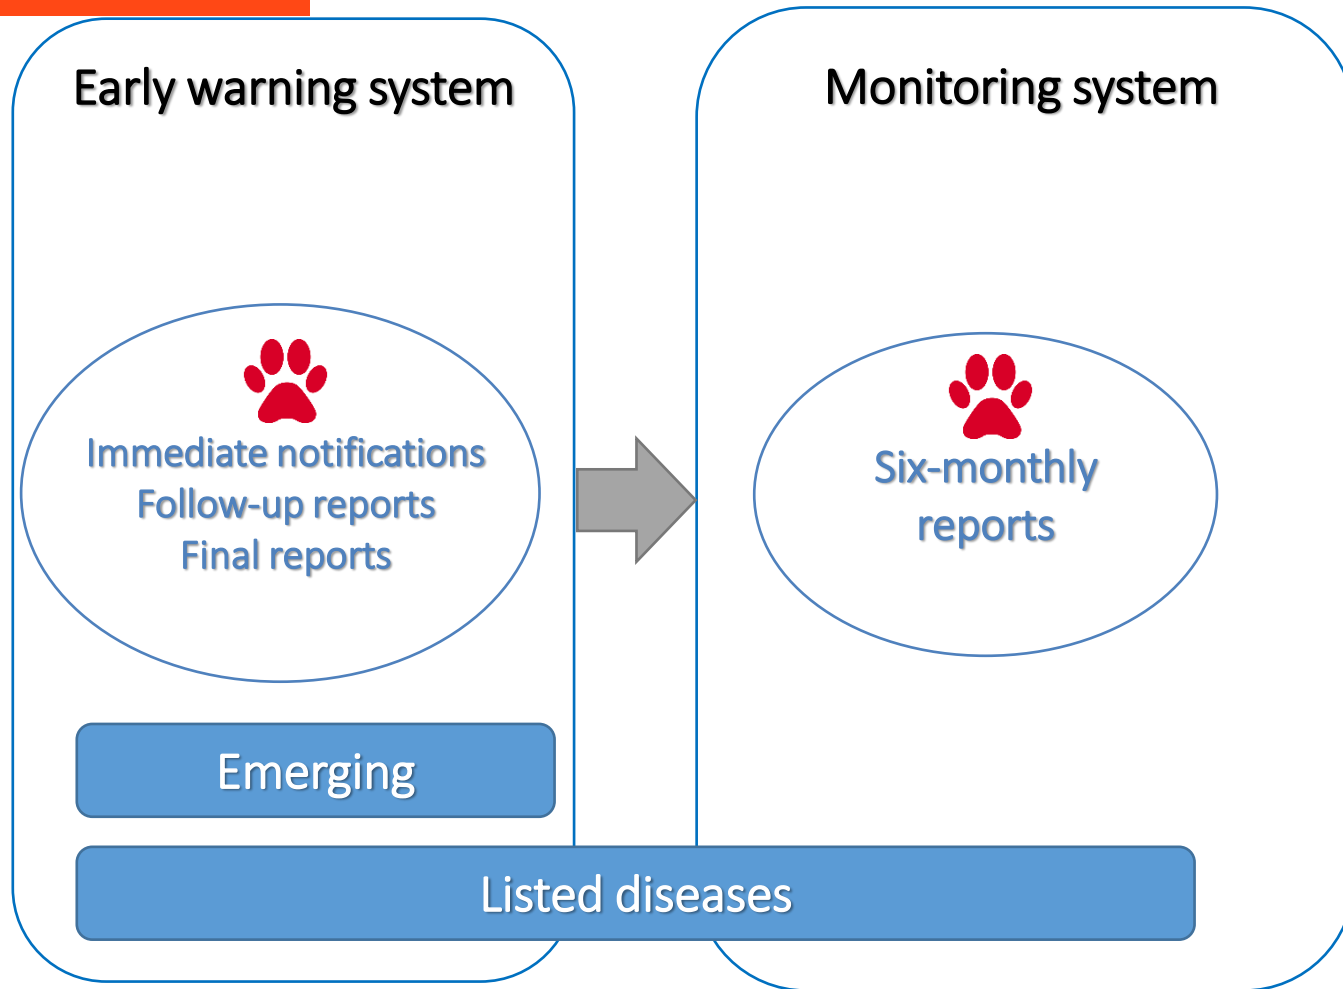 Early warning system
Monitoring system
Immediate notifications
Follow-up reports
Final reports
Six-monthly
reports
Emerging
Listed diseases